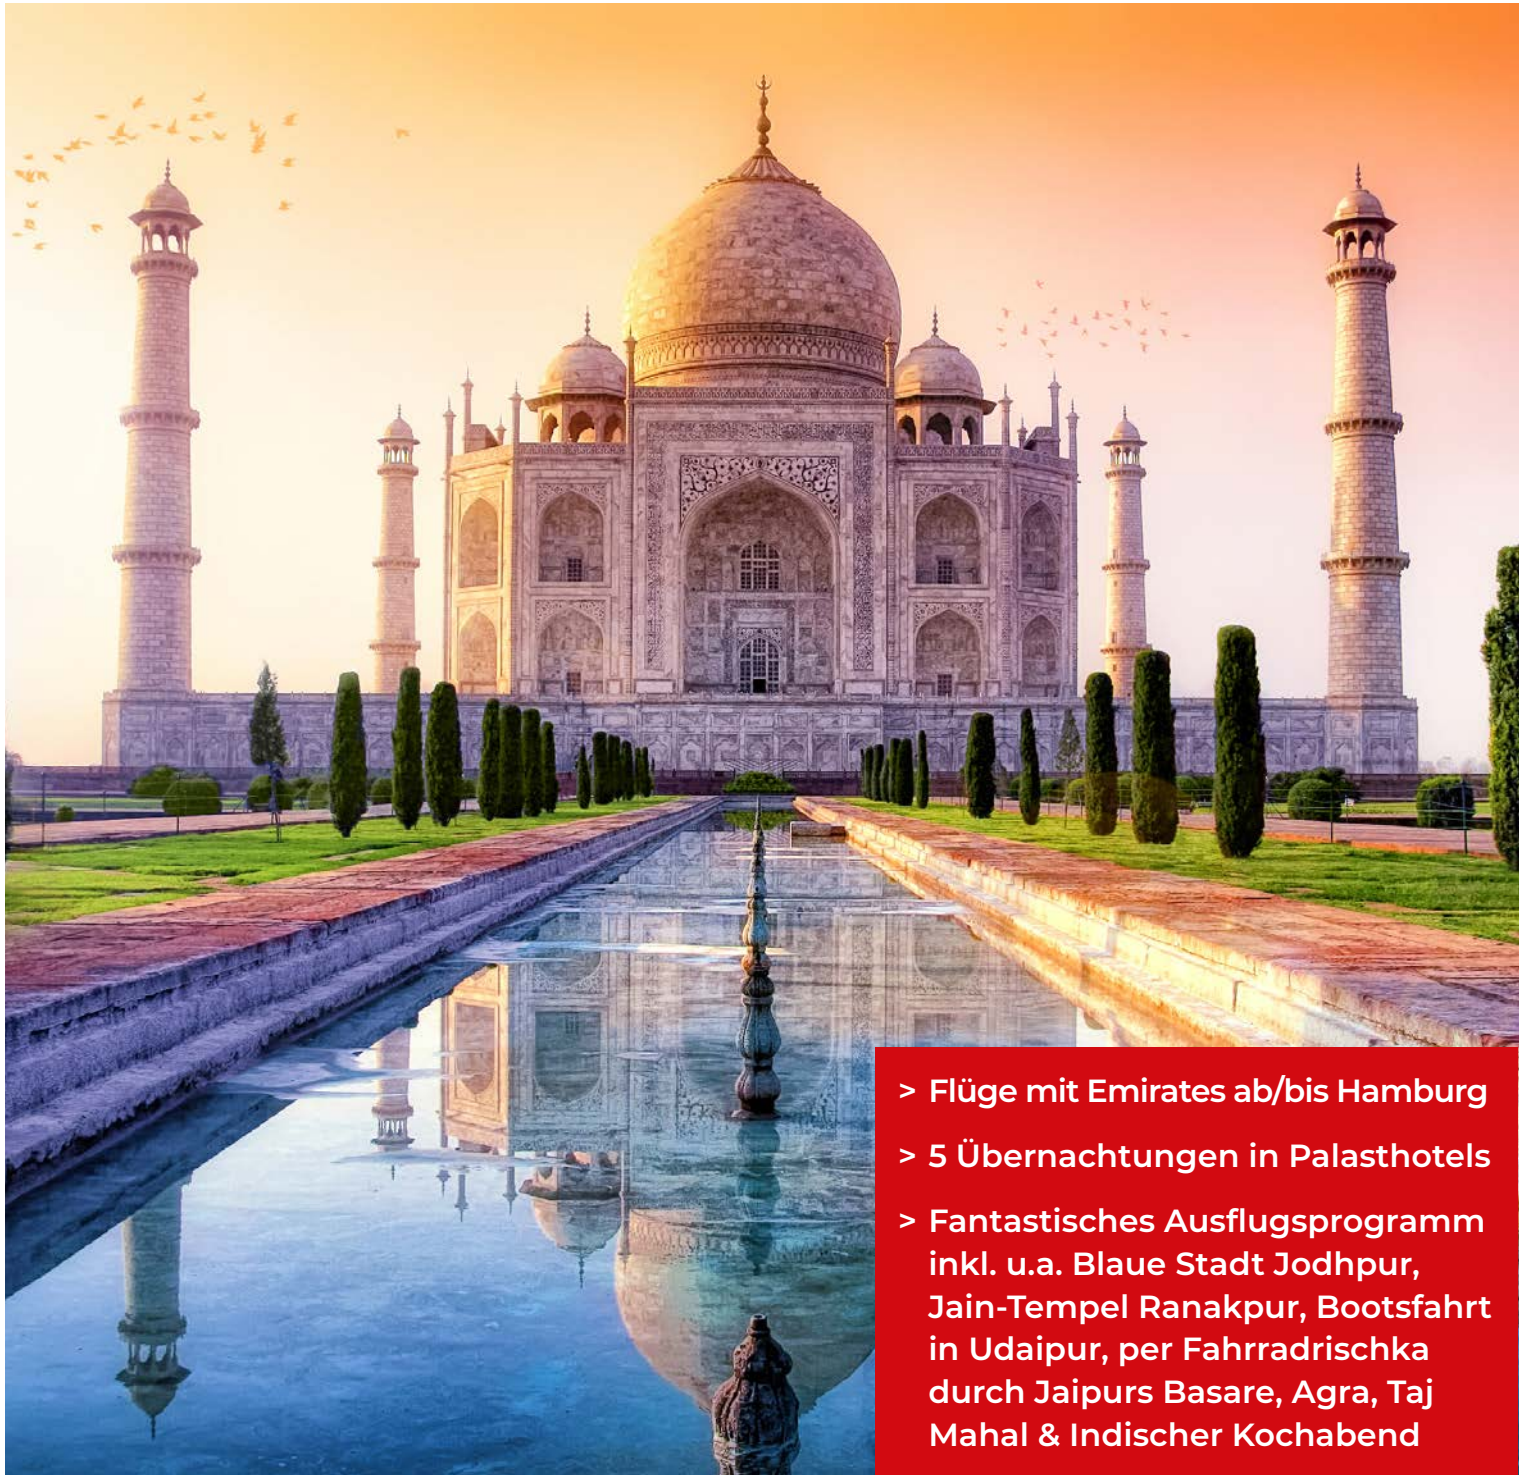 > Flüge mit Emirates ab/bis Hamburg
> 5 Übernachtungen in Palasthotels
> Fantastisches Ausflugsprogramm
inkl. u.a. Blaue Stadt Jodhpur,
Jain-Tempel Ranakpur, Bootsfahrt
in Udaipur, per Fahrradrischka
durch Jaipurs Basare, Agra, Taj
Mahal & Indischer Kochabend